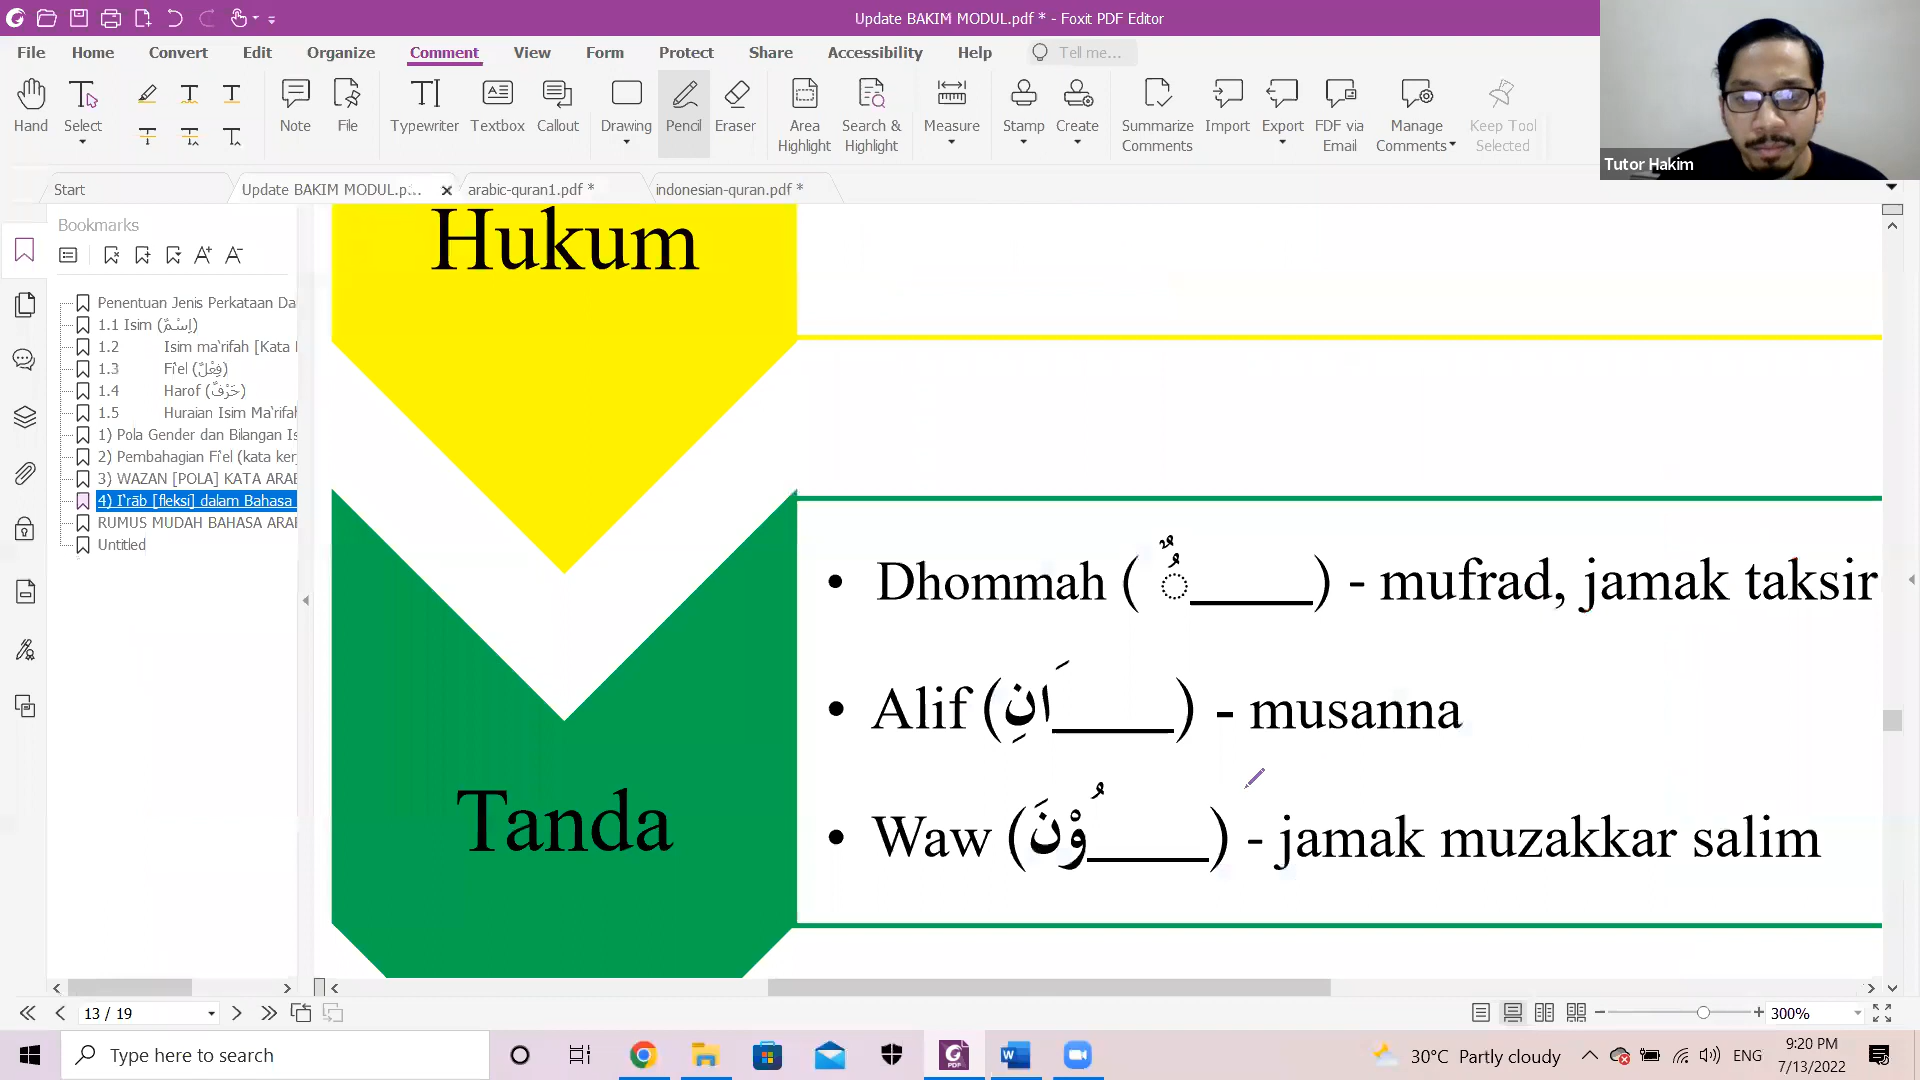 Update BAKIM MODUL.pdf * - Foxit PDF Editor
File Home Convert Edit Organize Comment View Form Protect Share Accessibility Help Tell me...
Hand Select Note File Typewriter Textbox Callout Drawing Pencil Eraser Area Highlight Search & Highlight Measure Stamp Create Summarize Comments Import Export FDF via Email Manage Comments Keep Tool Selected
Tutor Hakim
Start Update BAKIM MODUL.p... arabic-quran1.pdf * indonesian-quran.pdf *
Bookmarks
Penentuan Jenis Perkataan Da
1.1 Isim (اِسْمٌ)
1.2 Isim ma'rifah [Kata
1.3 Fi'el (فِعْلٌ)
1.4 Harof (حَرْفٌ)
1.5 Huraian Isim Ma'rifah
1) Pola Gender dan Bilangan Is
2) Pembahagian Fi'el (kata ker
3) WAZAN [POLA] KATA ARAB
4) I'rāb [fleksi] dalam Bahasa
RUMUS MUDAH BAHASA ARAB
Untitled
Hukum
Tanda
• Dhommah ( ◌ُ ٌ_____) - mufrad, jamak taksir
• Alif (_____َانِ) - musanna
• Waw (_____ُوْنَ) - jamak muzakkar salim
13 / 19
300%
Type here to search
30°C Partly cloudy
ENG
9:20 PM
7/13/2022